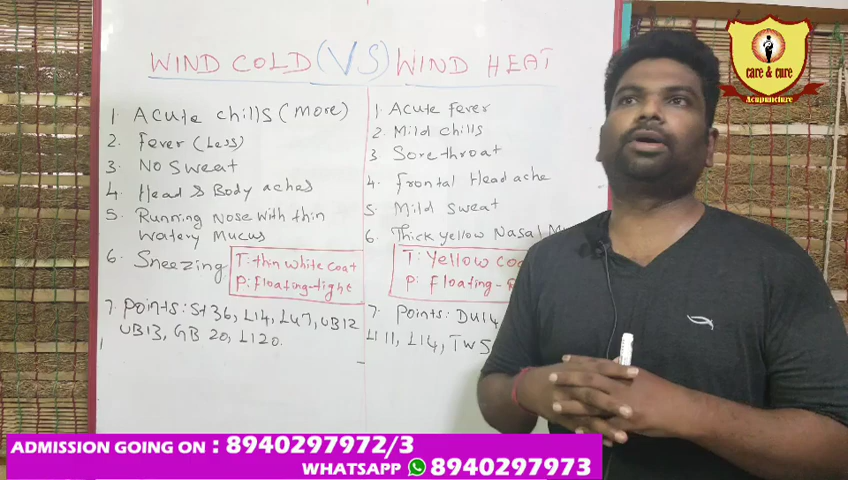 WIND COLD (VS) WIND HEAT
1. Acute chills (more)
2. Fever (Less)
3. No Sweat
4. Head & Body aches
5. Running Nose with thin
Watery Mucus
6. Sneezing
T: thin white coat
P: Floating-tight
7. Points: St 36, LI4, LU7, UB12
UB13, GB 20, LI20.
1. Acute Fever
2. Mild chills
3 Sore throat
4. Frontal Headache
5. Mild sweat
6. Thick yellow Nasal
T: Yellow
P: Floating-
7. Points: DU14
LI 11, LI4, TW5
care & cure
Acupuncture
ADMISSION GOING ON : 8940297972/3
WHATSAPP 8940297973